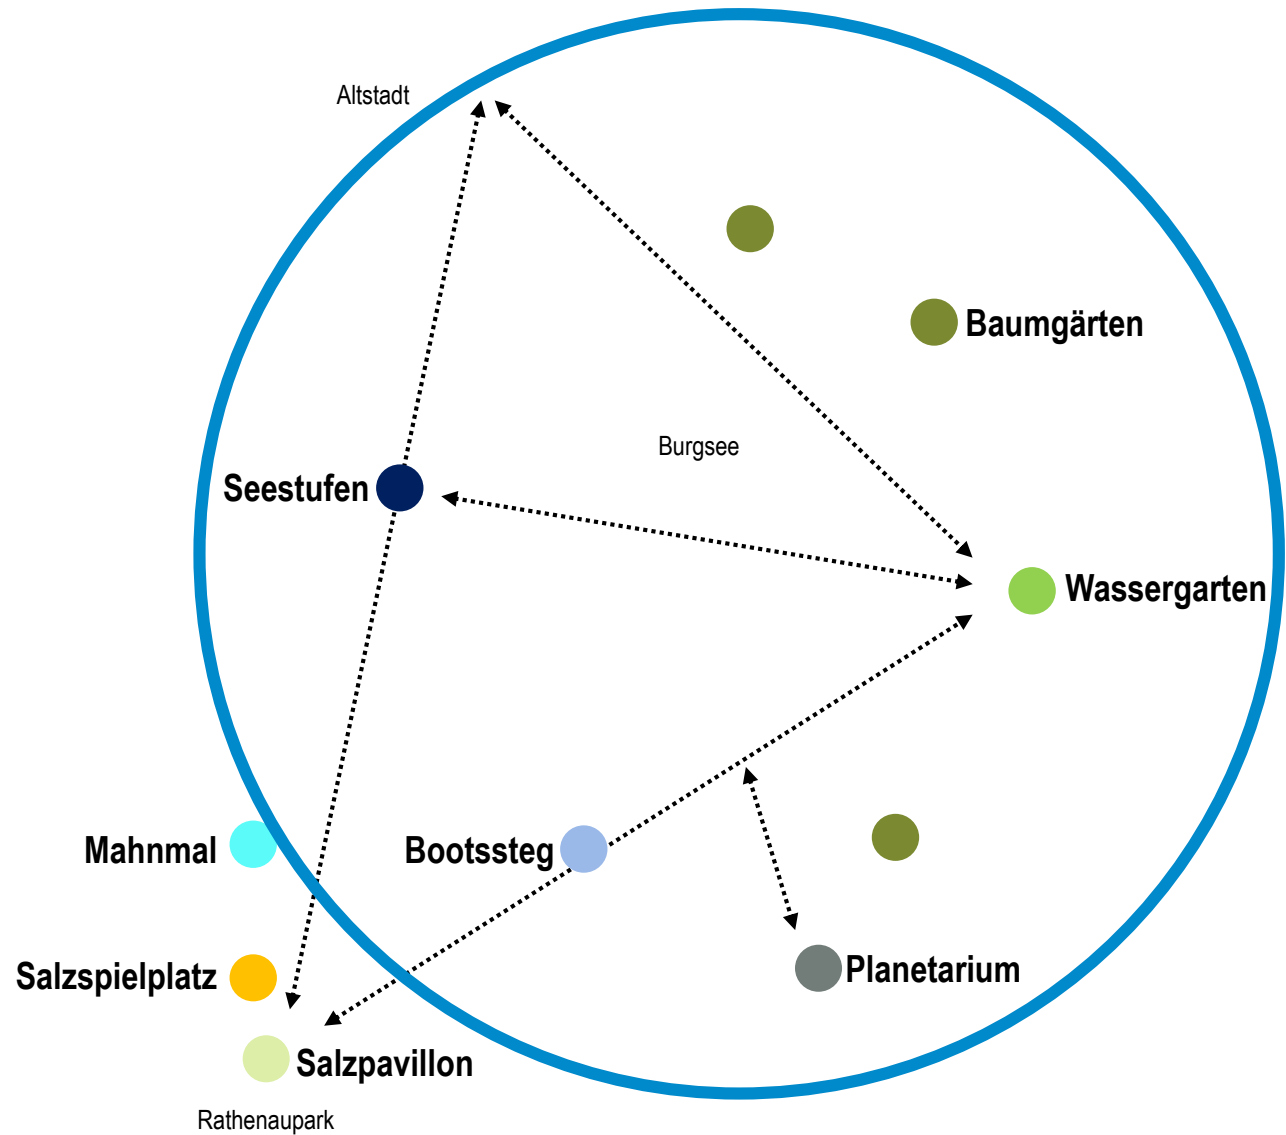 Altstadt
Baumgärten
Burgsee
Seestufen
Wassergarten
Mahnmal
Bootssteg
Salzspielplatz
Planetarium
Salzpavillon
Rathenaupark